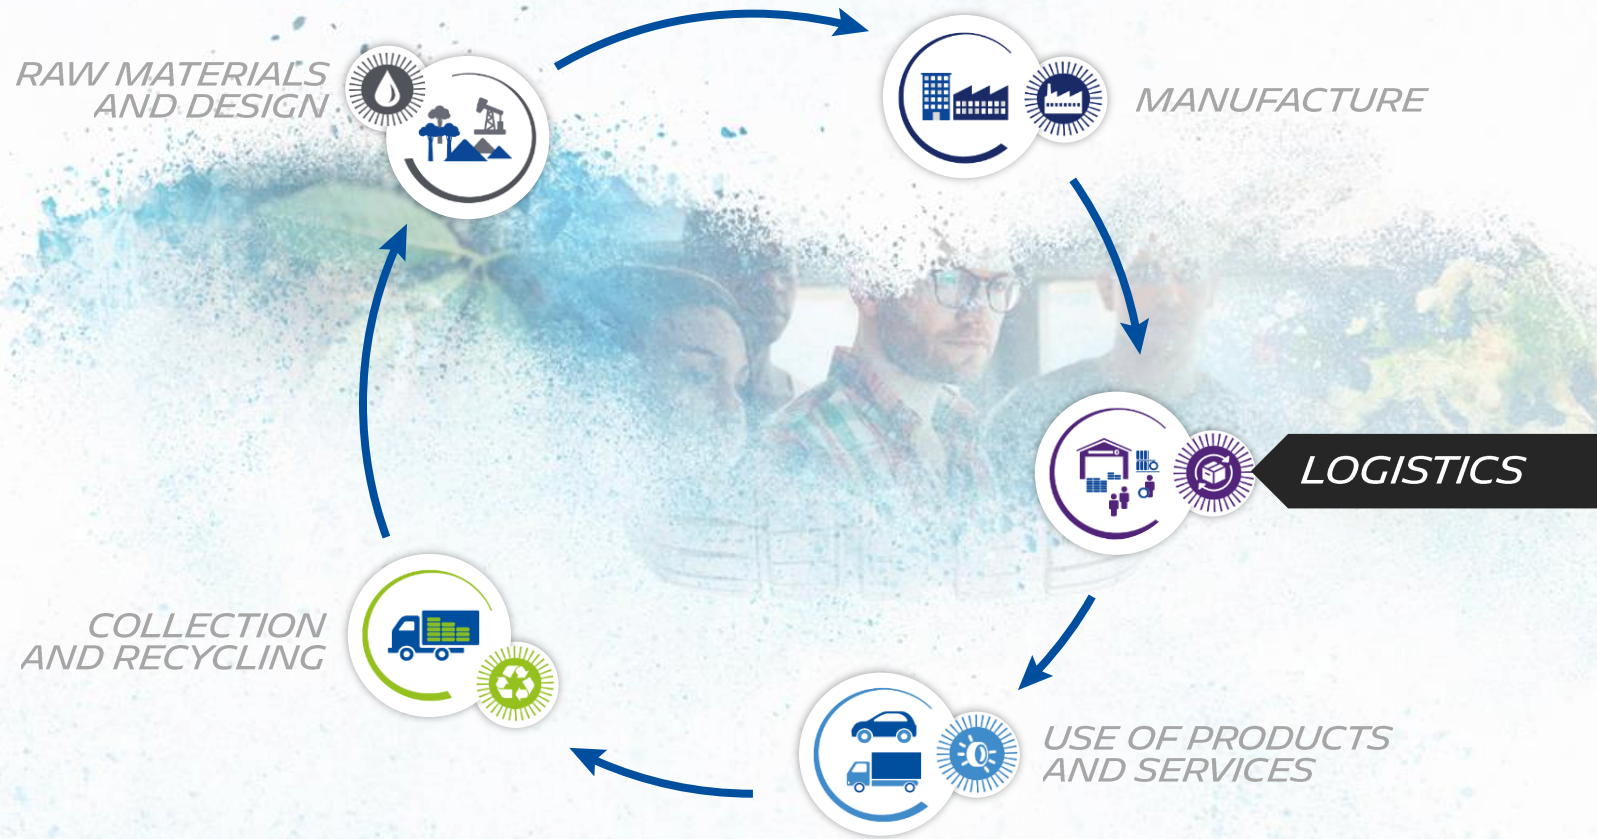 RAW MATERIALS
AND DESIGN
MANUFACTURE
LOGISTICS
USE OF PRODUCTS
AND SERVICES
COLLECTION
AND RECYCLING